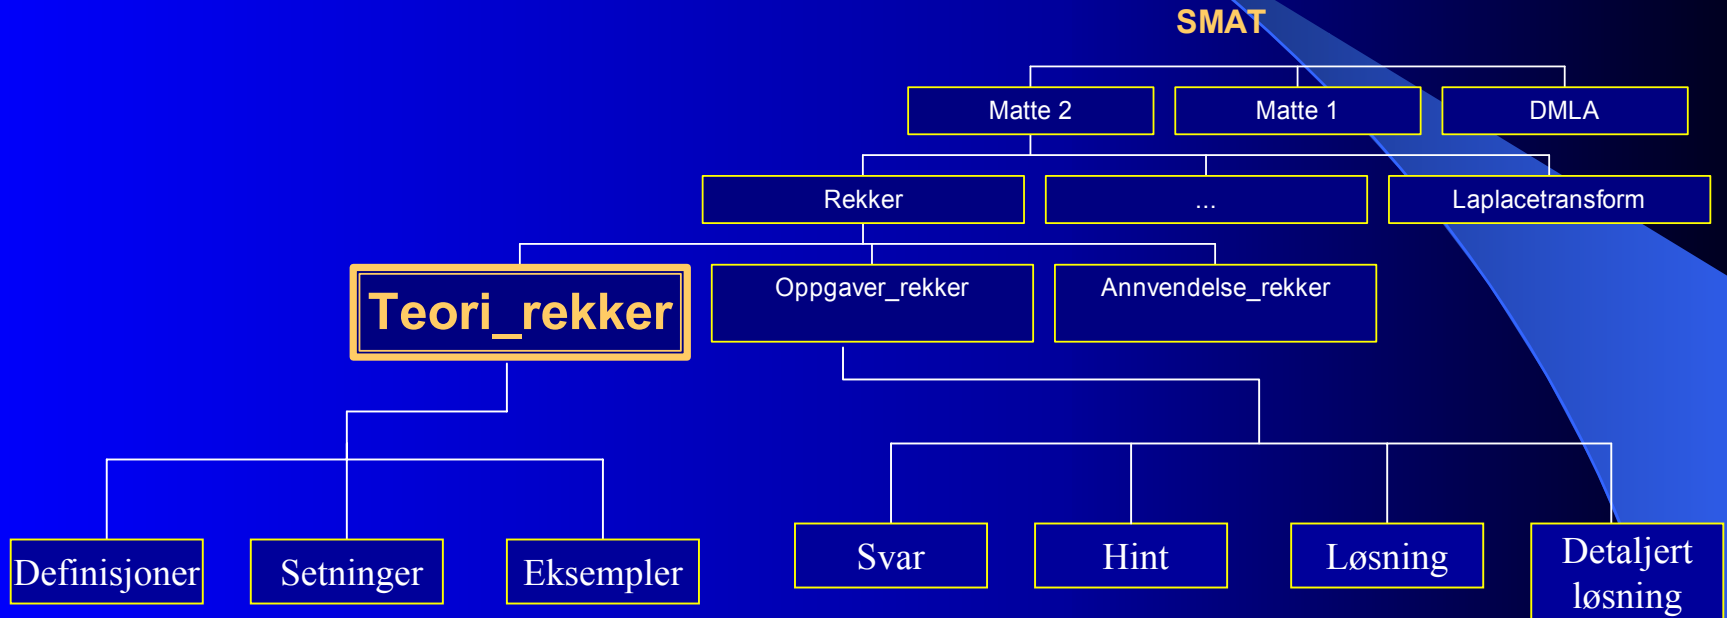 SMAT
Matte 2
Matte 1
DMLA
Rekker
...
Laplacetransform
Teori_rekker
Oppgaver_rekker
Annvendelse_rekker
Definisjoner
Setninger
Eksempler
Svar
Hint
Løsning
Detaljert
løsning